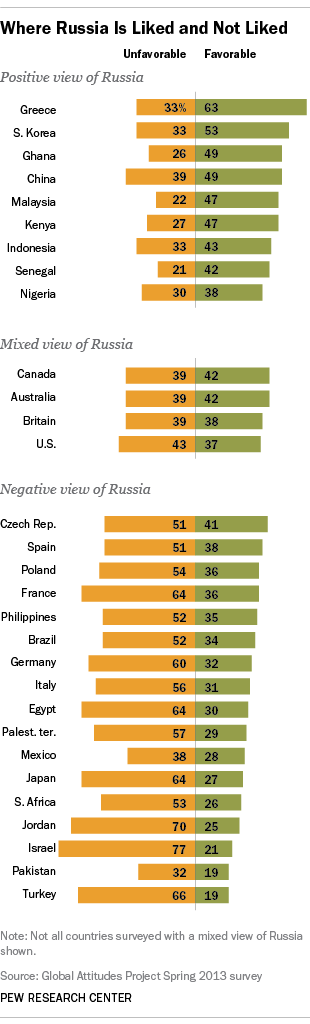 Where Russia Is Liked and Not Liked
Unfavorable Favorable
Positive view of Russia
Greece 33% 63
S. Korea 33 53
Ghana 26 49
China 39 49
Malaysia 22 47
Kenya 27 47
Indonesia 33 43
Senegal 21 42
Nigeria 30 38
Mixed view of Russia
Canada 39 42
Australia 39 42
Britain 39 38
U.S. 43 37
Negative view of Russia
Czech Rep. 51 41
Spain 51 38
Poland 54 36
France 64 36
Philippines 52 35
Brazil 52 34
Germany 60 32
Italy 56 31
Egypt 64 30
Palest. ter. 57 29
Mexico 38 28
Japan 64 27
S. Africa 53 26
Jordan 70 25
Israel 77 21
Pakistan 32 19
Turkey 66 19
Note: Not all countries surveyed with a mixed view of Russia
shown.
Source: Global Attitudes Project Spring 2013 survey
PEW RESEARCH CENTER